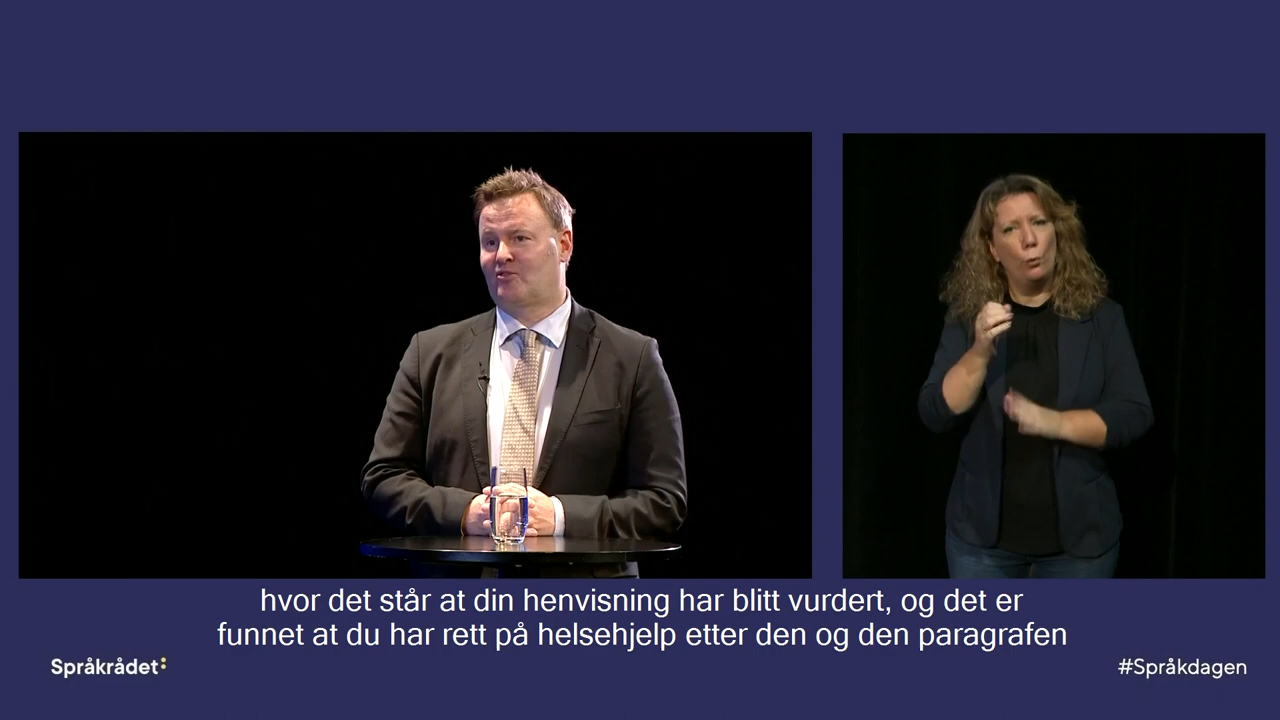 hvor det står at din henvisning har blitt vurdert, og det er
funnet at du har rett på helsehjelp etter den og den paragrafen
Språkrådet:
#Språkdagen